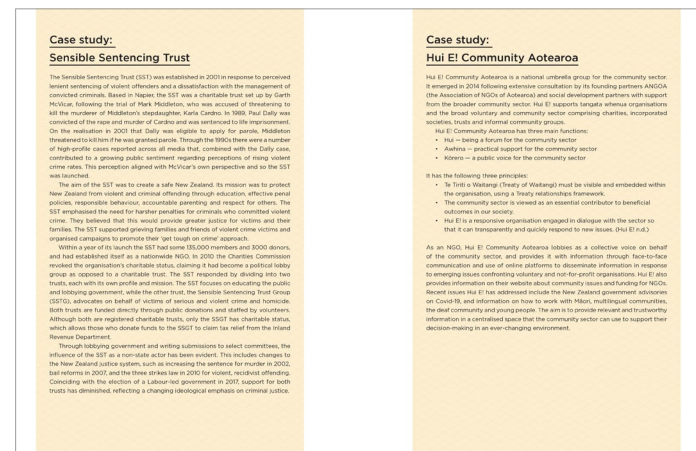 Case study:
Sensible Sentencing Trust
The Sensible Sentencing Trust (SST) was established in 2001 in response to perceived
lenient sentencing of violent offenders and a dissatisfaction with the management of
convicted criminals. Based in Napier, the SST was a charitable trust set up by Garth
McVicar, following the trial of Mark Middleton, who was accused of threatening to
kill the murderer of Middleton's stepdaughter, Karla Cardno. In 1989, Paul Dally was
convicted of the rape and murder of Cardno and was sentenced to life imprisonment.
On the realisation in 2001 that Dally was eligible to apply for parole, Middleton
threatened to kill him if he was granted parole. Through the 1990s there were a number
of high-profile cases reported across all media that, combined with the Dally case,
contributed to a growing public sentiment regarding perceptions of rising violent
crime rates. This perception aligned with McVicar's own perspective and so the SST
was launched.
The aim of the SST was to create a safe New Zealand. Its mission was to protect
New Zealand from violent and criminal offending through education, effective penal
policies, responsible behaviour, accountable parenting and respect for others. The
SST emphasised the need for harsher penalties for criminals who committed violent
crime. They believed that this would provide greater justice for victims and their
families. The SST supported grieving families and friends of violent crime victims and
organised campaigns to promote their 'get tough on crime' approach.
Within a year of its launch the SST had some 135,000 members and 3000 donors,
and had established itself as a nationwide NGO. In 2010 the Charities Commission
revoked the organisation's charitable status, claiming it had become a political lobby
group as opposed to a charitable trust. The SST responded by dividing into two
trusts, each with its own profile and mission. The SST focuses on educating the public
and lobbying government, while the other trust, the Sensible Sentencing Trust Group
(SSTG), advocates on behalf of victims of serious and violent crime and homicide.
Both trusts are funded directly through public donations and staffed by volunteers.
Although both are registered charitable trusts, only the SSGT has charitable status,
which allows those who donate funds to the SSGT to claim tax relief from the Inland
Revenue Department.
Through lobbying government and writing submissions to select committees, the
influence of the SST as a non-state actor has been evident. This includes changes to
the New Zealand justice system, such as increasing the sentence for murder in 2002,
bail reforms in 2007, and the three strikes law in 2010 for violent, recidivist offending.
Coinciding with the election of a Labour-led government in 2017, support for both
trusts has diminished, reflecting a changing ideological emphasis on criminal justice.
Case study:
Hui E! Community Aotearoa
Hui E! Community Aotearoa is a national umbrella group for the community sector.
It emerged in 2014 following extensive consultation by its founding partners ANGOA
(the Association of NGOs of Aotearoa) and social development partners with support
from the broader community sector. Hui E! supports tangata whenua organisations
and the broad voluntary and community sector comprising charities, incorporated
societies, trusts and informal community groups.
Hui E! Community Aotearoa has three main functions:
• Hui — being a forum for the community sector
• Awhina — practical support for the community sector
• Kōrero — a public voice for the community sector
It has the following three principles:
• Te Tiriti o Waitangi (Treaty of Waitangi) must be visible and embedded within
the organisation, using a Treaty relationships framework.
• The community sector is viewed as an essential contributor to beneficial
outcomes in our society.
• Hui E! is a responsive organisation engaged in dialogue with the sector so
that it can transparently and quickly respond to new issues. (Hui E! n.d.)
As an NGO, Hui E! Community Aotearoa lobbies as a collective voice on behalf
of the community sector, and provides it with information through face-to-face
communication and use of online platforms to disseminate information in response
to emerging issues confronting voluntary and not-for-profit organisations. Hui E! also
provides information on their website about community issues and funding for NGOs.
Recent issues Hui E! has addressed include the New Zealand government advisories
on Covid-19, and information on how to work with Māori, multilingual communities,
the deaf community and young people. The aim is to provide relevant and trustworthy
information in a centralised space that the community sector can use to support their
decision-making in an ever-changing environment.